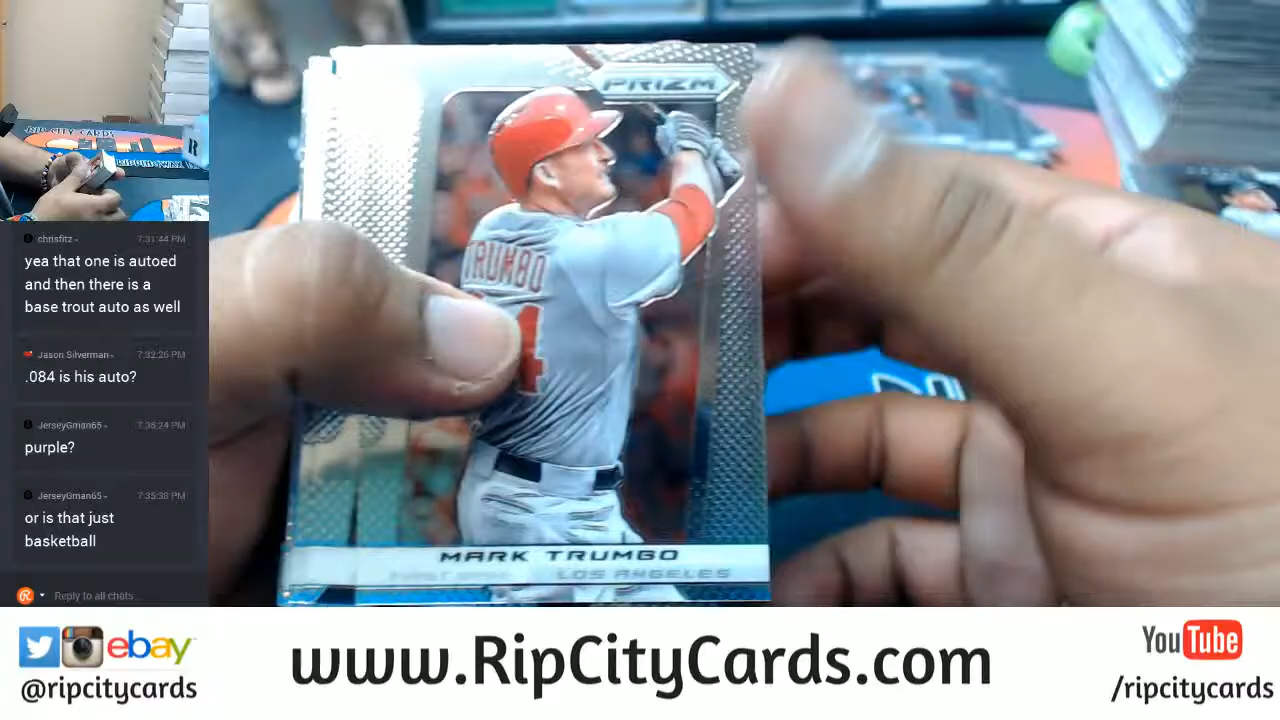 RIP CITY CARDS
chrisfitz -
7:31:44 PM
yea that one is autoed
and then there is a
base trout auto as well
Jason Silverman -
7:32:26 PM
.084 is his auto?
JerseyGman65 -
7:35:24 PM
purple?
JerseyGman65 -
7:35:38 PM
or is that just
basketball
Reply to all chats...
PRIZM
TRUMBO
MARK TRUMBO
FIRST BASE
LOS ANGELES
ebay
@ripcitycards
www.RipCityCards.com
YouTube
/ripcitycards